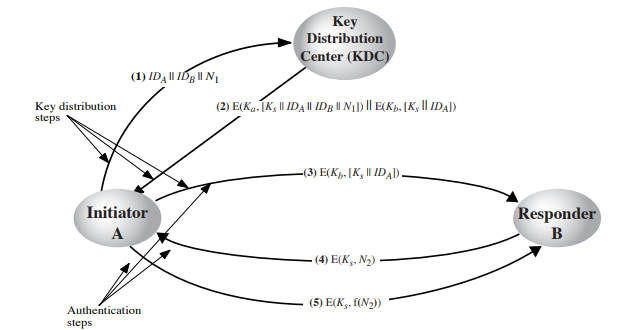 Key
Distribution
Center (KDC)
(1) ID_A || ID_B || N_1
Key distribution
steps
(2) E(K_a, [K_s || ID_A || ID_B || N_1]) || E(K_b, [K_s || ID_A])
(3) E(K_b, [K_s || ID_A])
Initiator
A
Responder
B
(4) E(K_s, N_2)
(5) E(K_s, f(N_2))
Authentication
steps